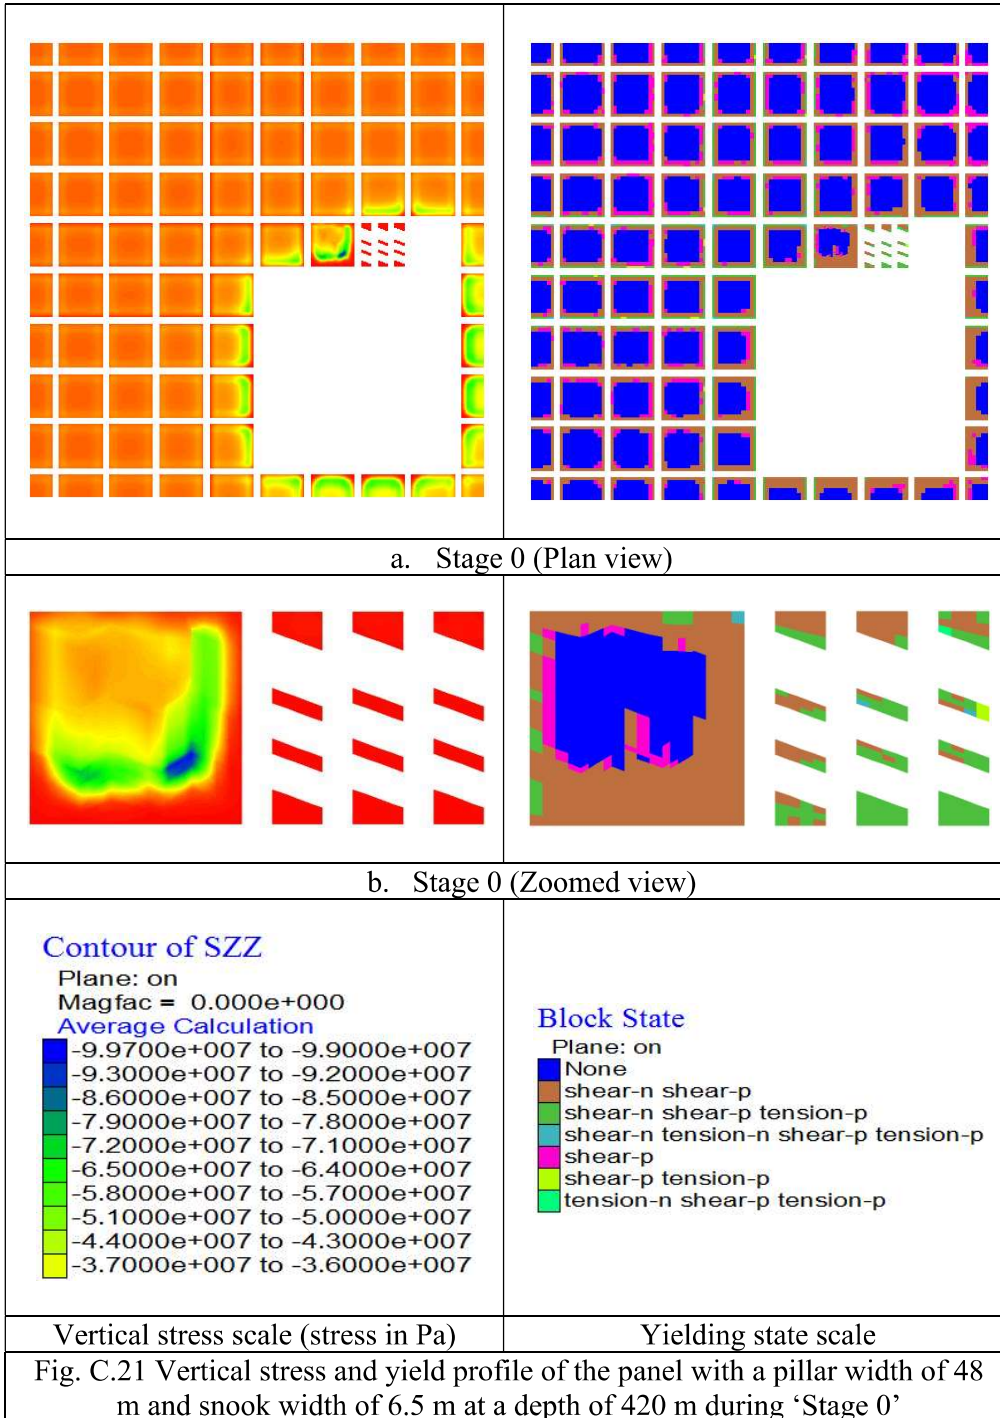 a. Stage 0 (Plan view)
b. Stage 0 (Zoomed view)
Contour of SZZ
Plane: on
Magfac = 0.000e+000
Average Calculation
-9.9700e+007 to -9.9000e+007
-9.3000e+007 to -9.2000e+007
-8.6000e+007 to -8.5000e+007
-7.9000e+007 to -7.8000e+007
-7.2000e+007 to -7.1000e+007
-6.5000e+007 to -6.4000e+007
-5.8000e+007 to -5.7000e+007
-5.1000e+007 to -5.0000e+007
-4.4000e+007 to -4.3000e+007
-3.7000e+007 to -3.6000e+007
Block State
Plane: on
None
shear-n shear-p
shear-n shear-p tension-p
shear-n tension-n shear-p tension-p
shear-p
shear-p tension-p
tension-n shear-p tension-p
Vertical stress scale (stress in Pa)
Yielding state scale
Fig. C.21 Vertical stress and yield profile of the panel with a pillar width of 48
m and snook width of 6.5 m at a depth of 420 m during ‘Stage 0’